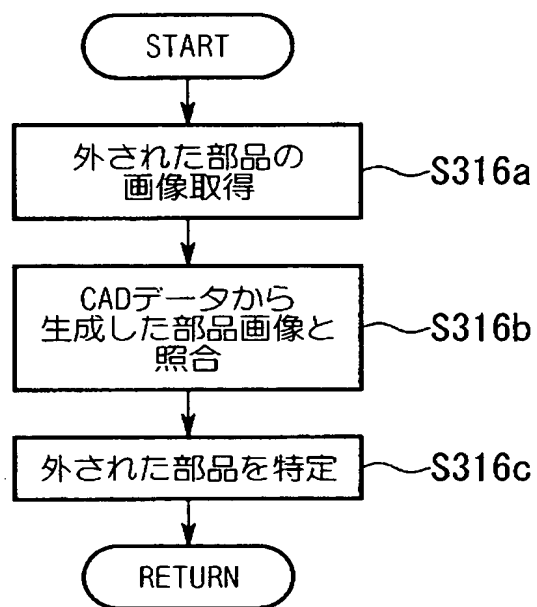 START
外された部品の
画像取得
S316a
CADデータから
生成した部品画像と
照合
S316b
外された部品を特定
S316c
RETURN